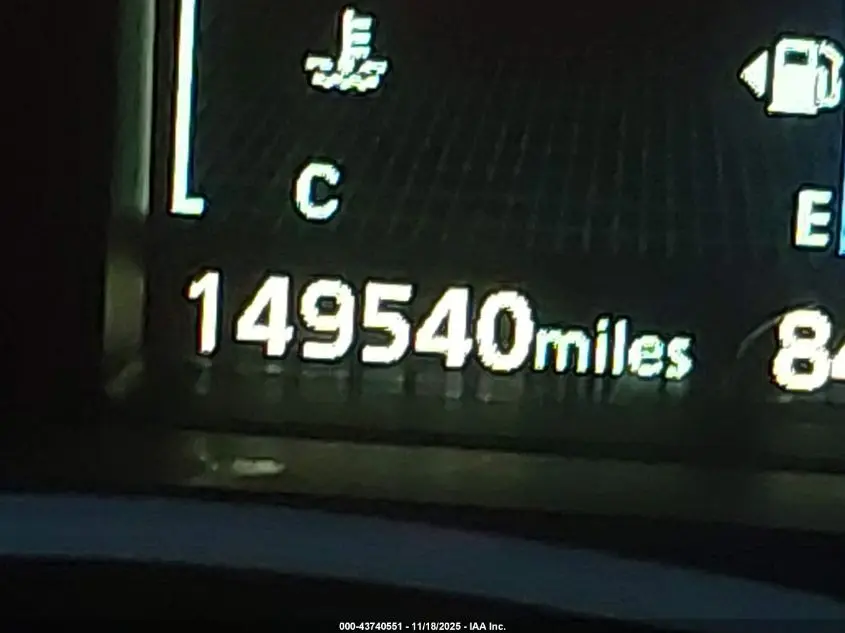 C
E
149540miles
000-43740551 - 11/18/2025 - IAA Inc.